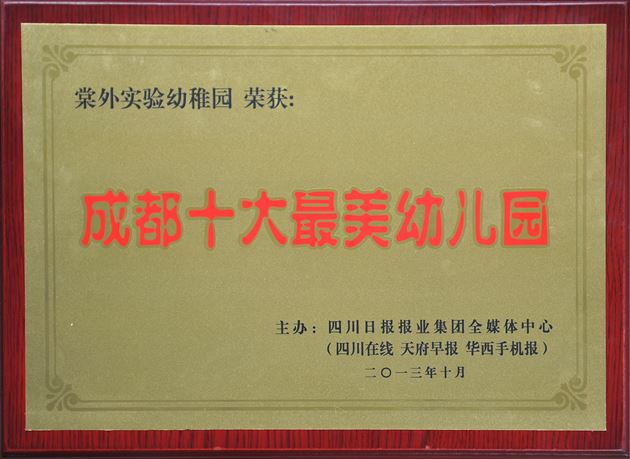 棠外实验幼稚园 荣获:
成都十大最美幼儿园
主办：四川日报报业集团全媒体中心
（四川在线 天府早报 华西手机报）
二〇一三年十月